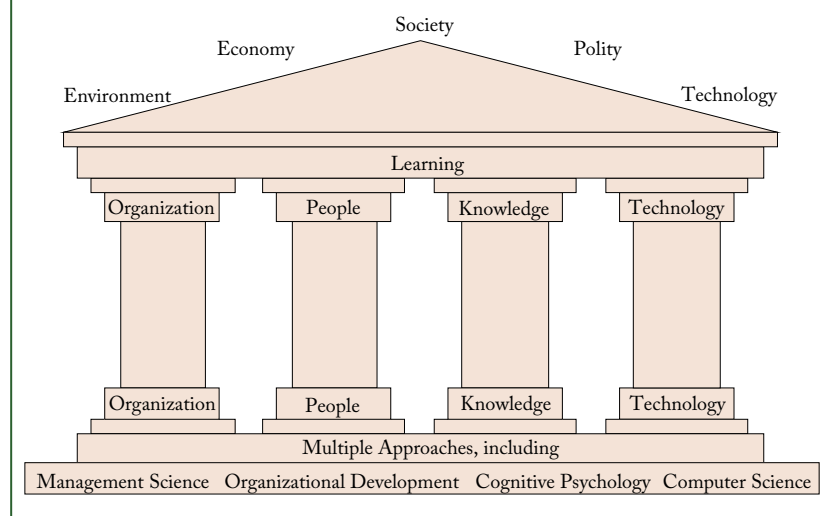 Society
Economy Polity
Environment Technology
Learning
Organization People Knowledge Technology
Organization People Knowledge Technology
Multiple Approaches, including
Management Science Organizational Development Cognitive Psychology Computer Science